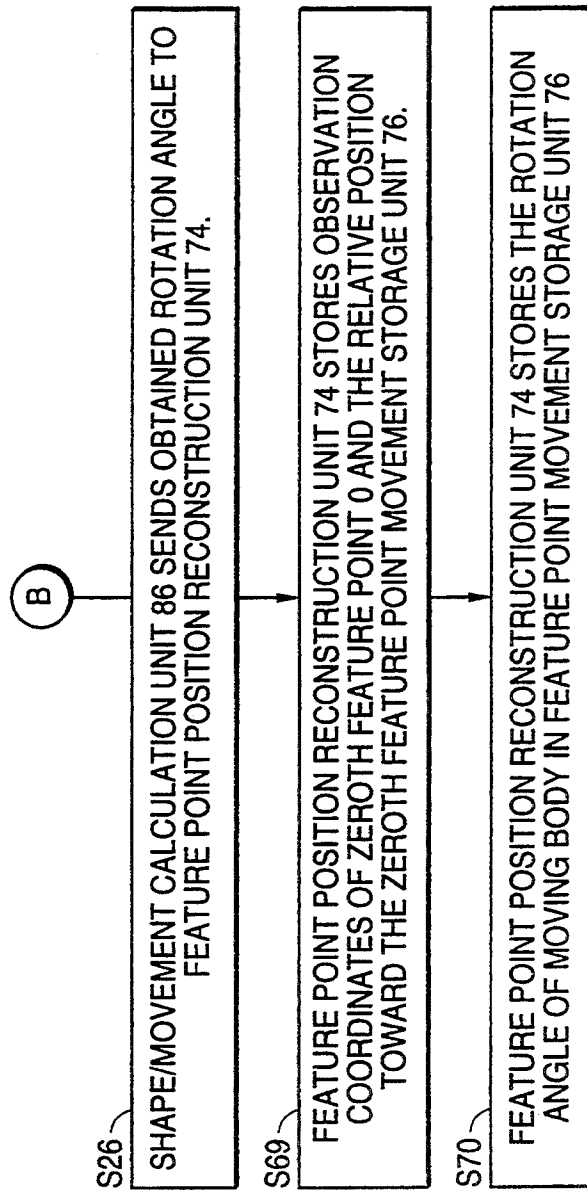 B
S26
SHAPE/MOVEMENT CALCULATION UNIT 86 SENDS OBTAINED ROTATION ANGLE TO
FEATURE POINT POSITION RECONSTRUCTION UNIT 74.
S69
FEATURE POINT POSITION RECONSTRUCTION UNIT 74 STORES OBSERVATION
COORDINATES OF ZEROTH FEATURE POINT 0 AND THE RELATIVE POSITION
TOWARD THE ZEROTH FEATURE POINT MOVEMENT STORAGE UNIT 76.
S70
FEATURE POINT POSITION RECONSTRUCTION UNIT 74 STORES THE ROTATION
ANGLE OF MOVING BODY IN FEATURE POINT MOVEMENT STORAGE UNIT 76